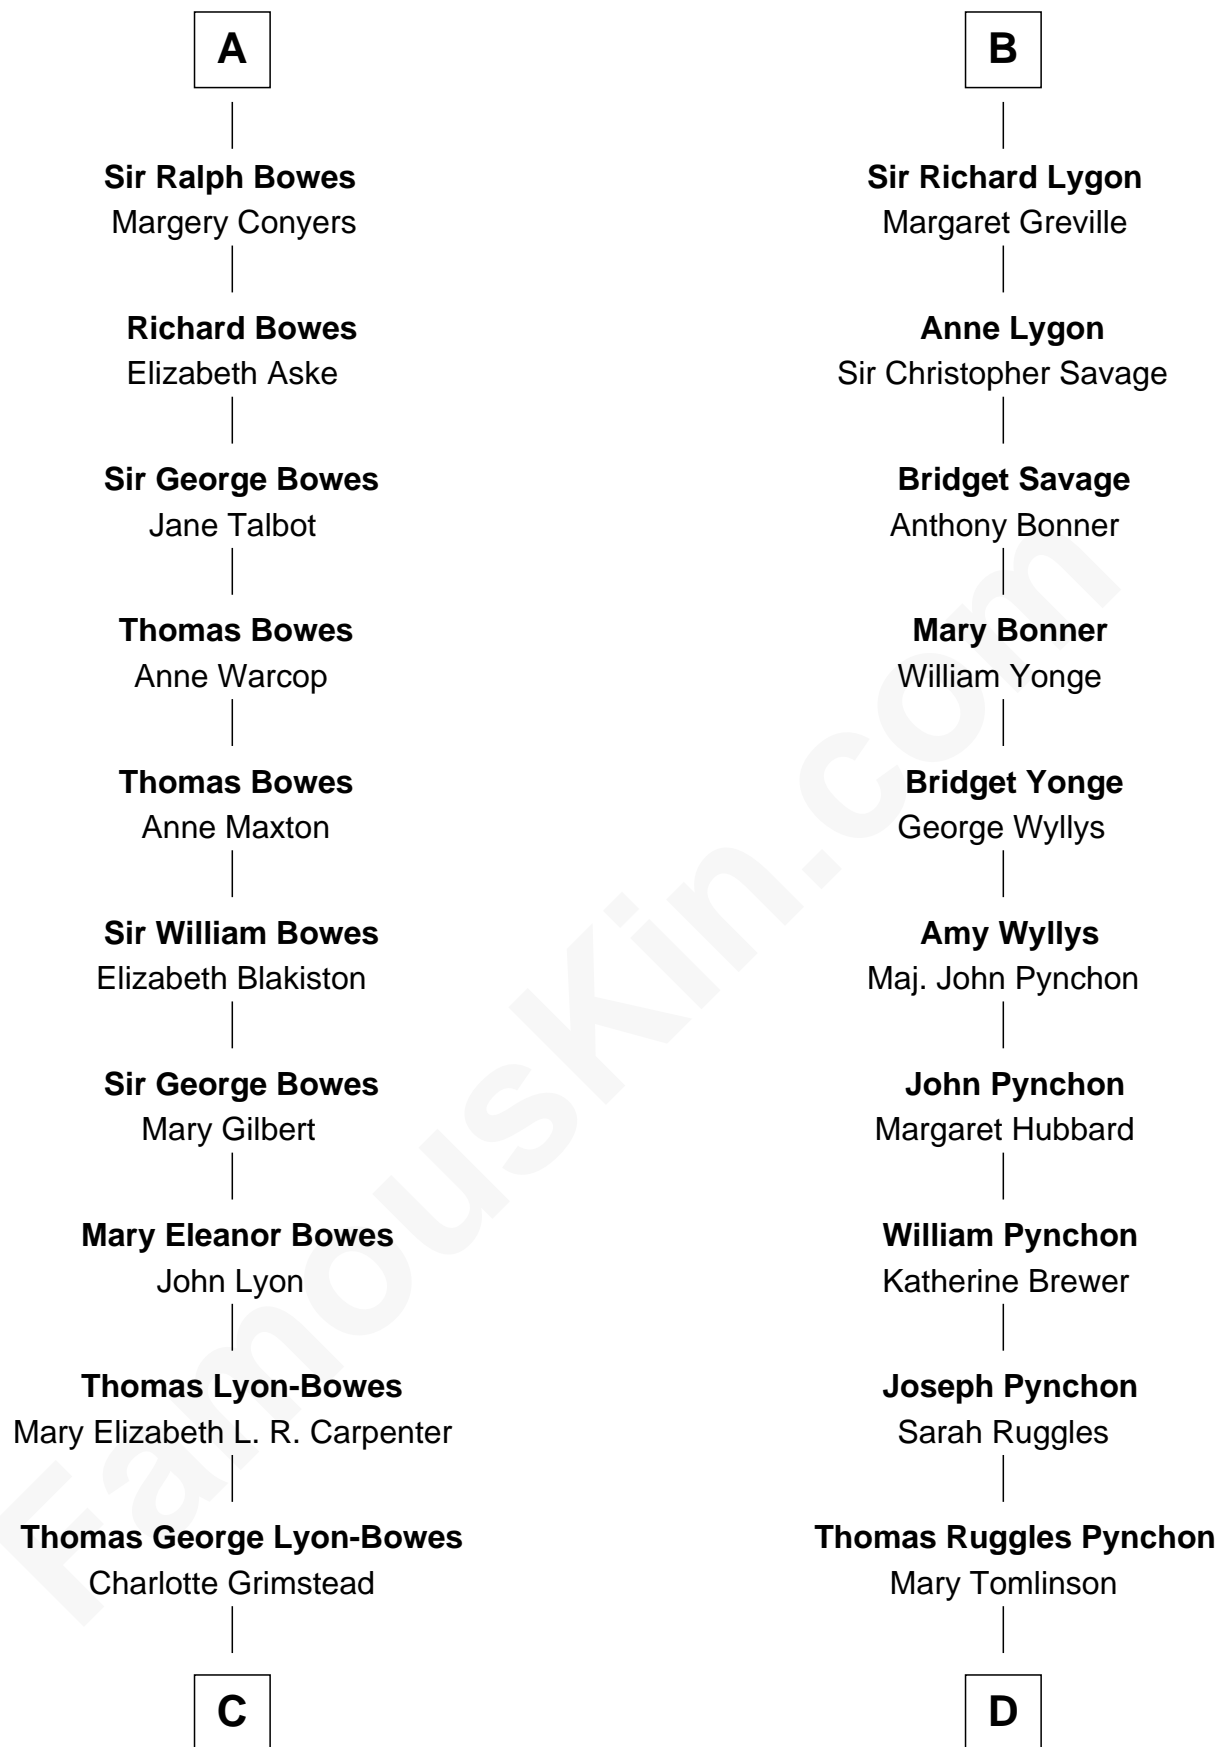 A
Sir Ralph Bowes
Margery Conyers
Richard Bowes
Elizabeth Aske
Sir George Bowes
Jane Talbot
Thomas Bowes
Anne Warcop
Thomas Bowes
Anne Maxton
Sir William Bowes
Elizabeth Blakiston
Sir George Bowes
Mary Gilbert
Mary Eleanor Bowes
John Lyon
Thomas Lyon-Bowes
Mary Elizabeth L. R. Carpenter
Thomas George Lyon-Bowes
Charlotte Grimstead
C
B
Sir Richard Lygon
Margaret Greville
Anne Lygon
Sir Christopher Savage
Bridget Savage
Anthony Bonner
Mary Bonner
William Yonge
Bridget Yonge
George Wyllys
Amy Wyllys
Maj. John Pynchon
John Pynchon
Margaret Hubbard
William Pynchon
Katherine Brewer
Joseph Pynchon
Sarah Ruggles
Thomas Ruggles Pynchon
Mary Tomlinson
D
FamousKin.com